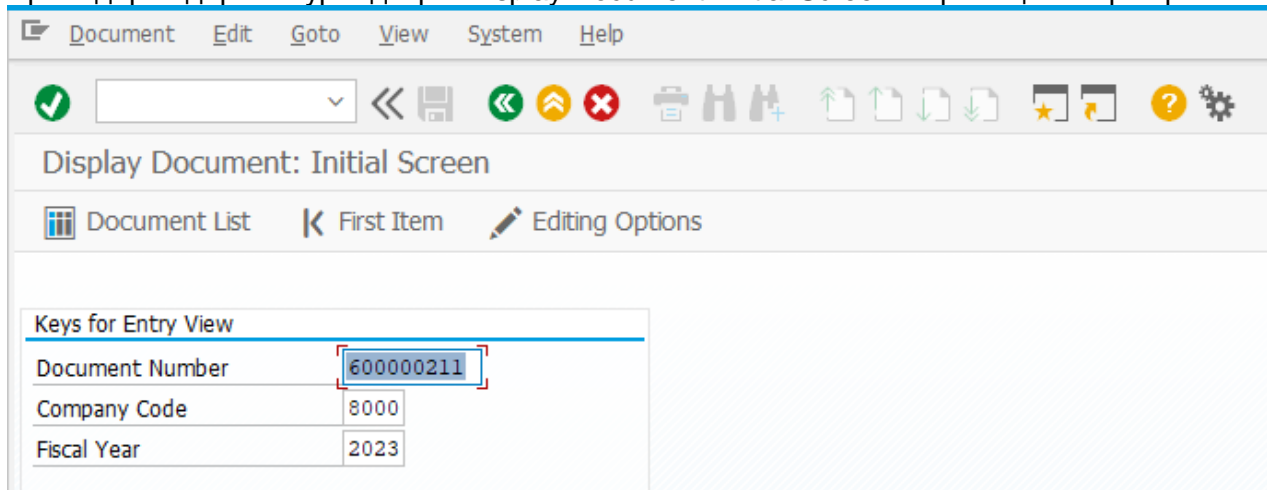 Document Edit Goto View System Help
Display Document: Initial Screen
Document List First Item Editing Options
Keys for Entry View
Document Number 600000211
Company Code 8000
Fiscal Year 2023